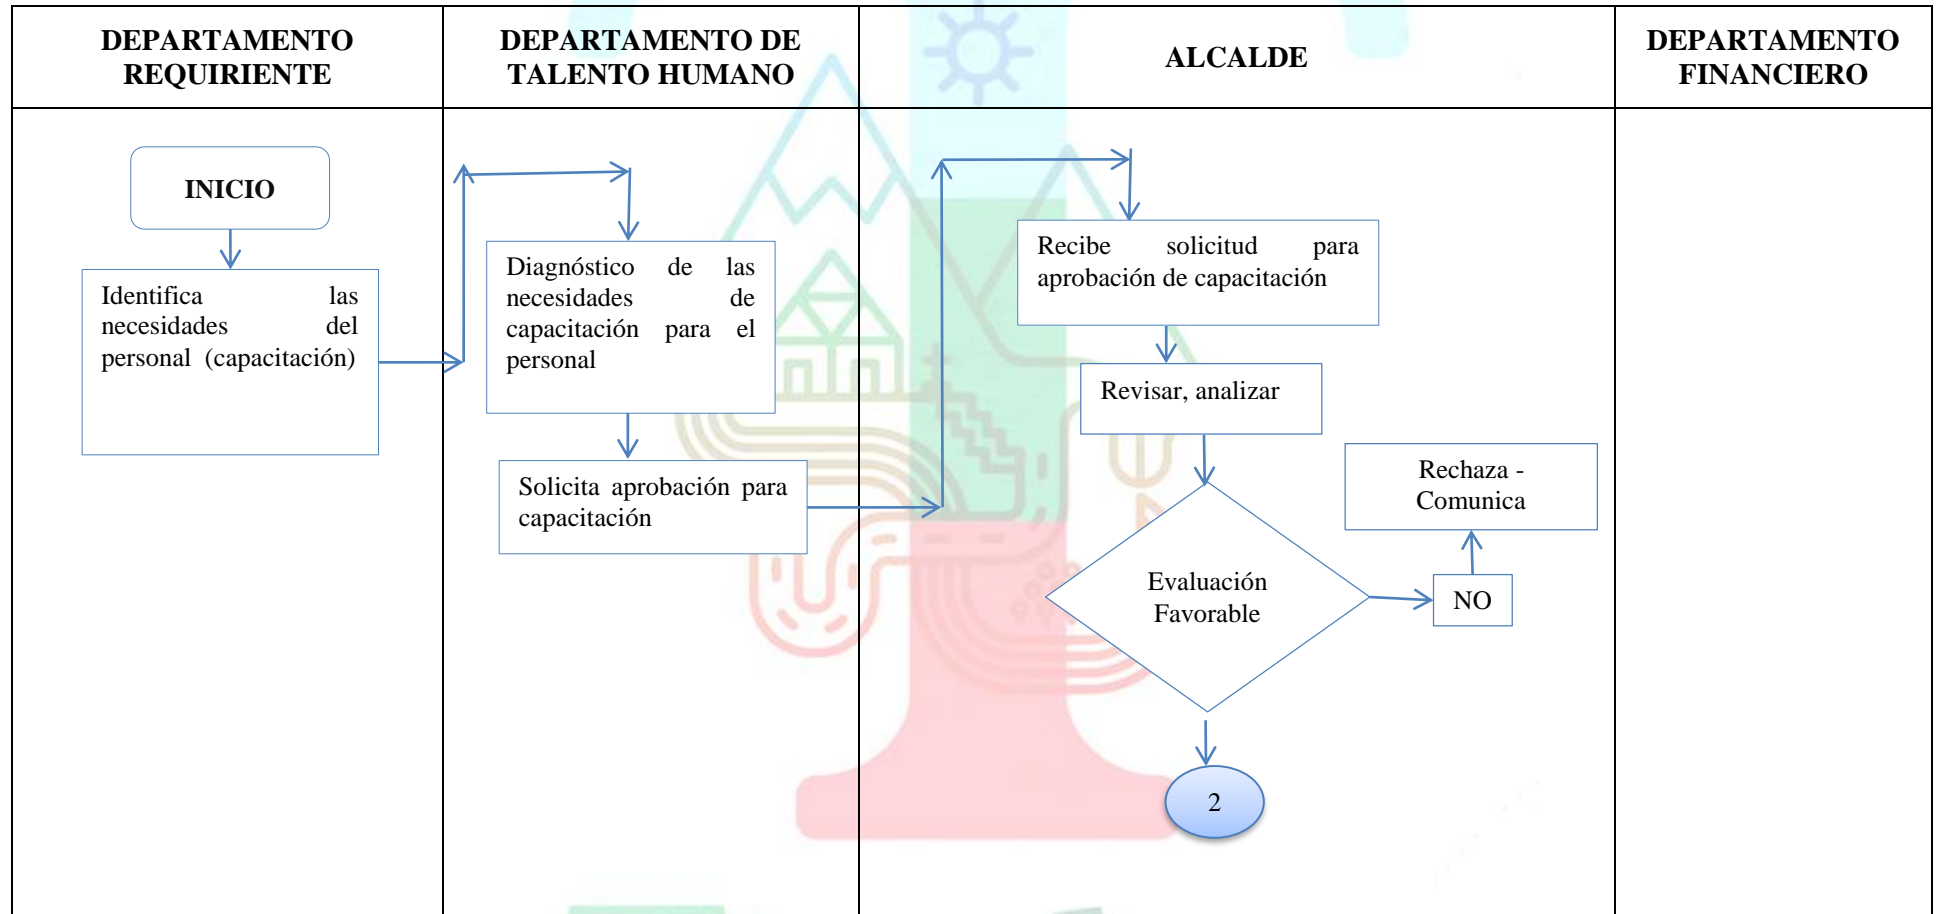 DEPARTAMENTO
REQUIRIENTE
DEPARTAMENTO DE
TALENTO HUMANO
ALCALDE
DEPARTAMENTO
FINANCIERO
INICIO
Identifica las
necesidades del
personal (capacitación)
Diagnóstico de las
necesidades de
capacitación para el
personal
Solicita aprobación para
capacitación
Recibe solicitud para
aprobación de capacitación
Revisar, analizar
Evaluación
Favorable
NO
Rechaza -
Comunica
2